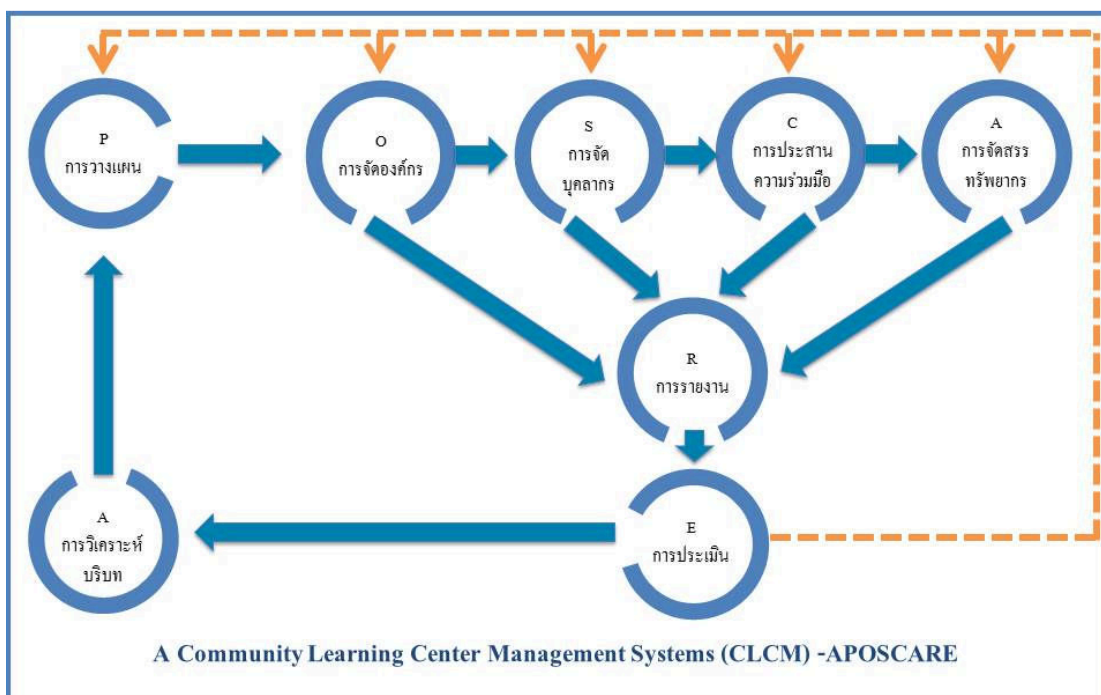 P
การวางแผน
O
การจัดองค์กร
S
การจัด
บุคลากร
C
การประสาน
ความร่วมมือ
A
การจัดสรร
ทรัพยากร
R
การรายงาน
A
การวิเคราะห์
บริบท
E
การประเมิน
A Community Learning Center Management Systems (CLCM) -APOSCARE